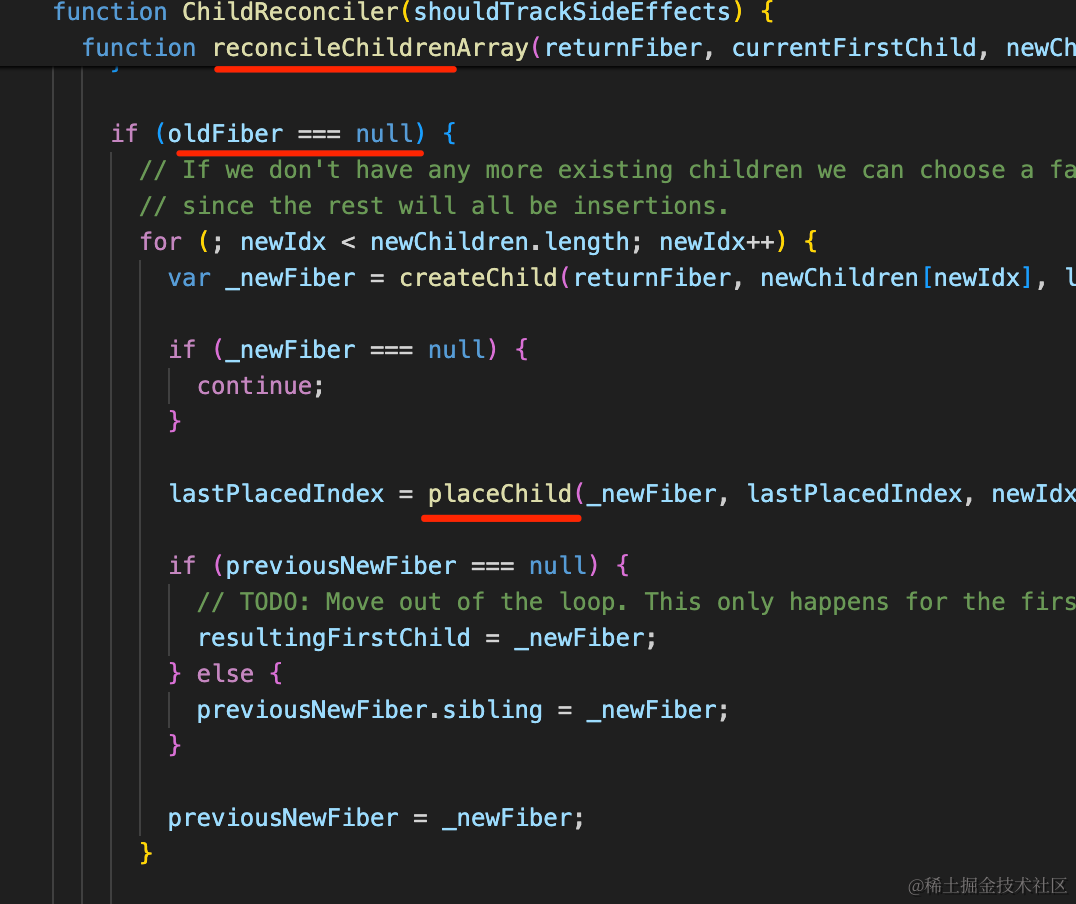 function ChildReconciler(shouldTrackSideEffects) {
function reconcileChildrenArray(returnFiber, currentFirstChild, newCh
}
if (oldFiber === null) {
// If we don't have any more existing children we can choose a fa
// since the rest will all be insertions.
for (; newIdx < newChildren.length; newIdx++) {
var _newFiber = createChild(returnFiber, newChildren[newIdx], l
if (_newFiber === null) {
continue;
}
lastPlacedIndex = placeChild(_newFiber, lastPlacedIndex, newIdx
if (previousNewFiber === null) {
// TODO: Move out of the loop. This only happens for the firs
resultingFirstChild = _newFiber;
} else {
previousNewFiber.sibling = _newFiber;
}
previousNewFiber = _newFiber;
}
@稀土掘金技术社区